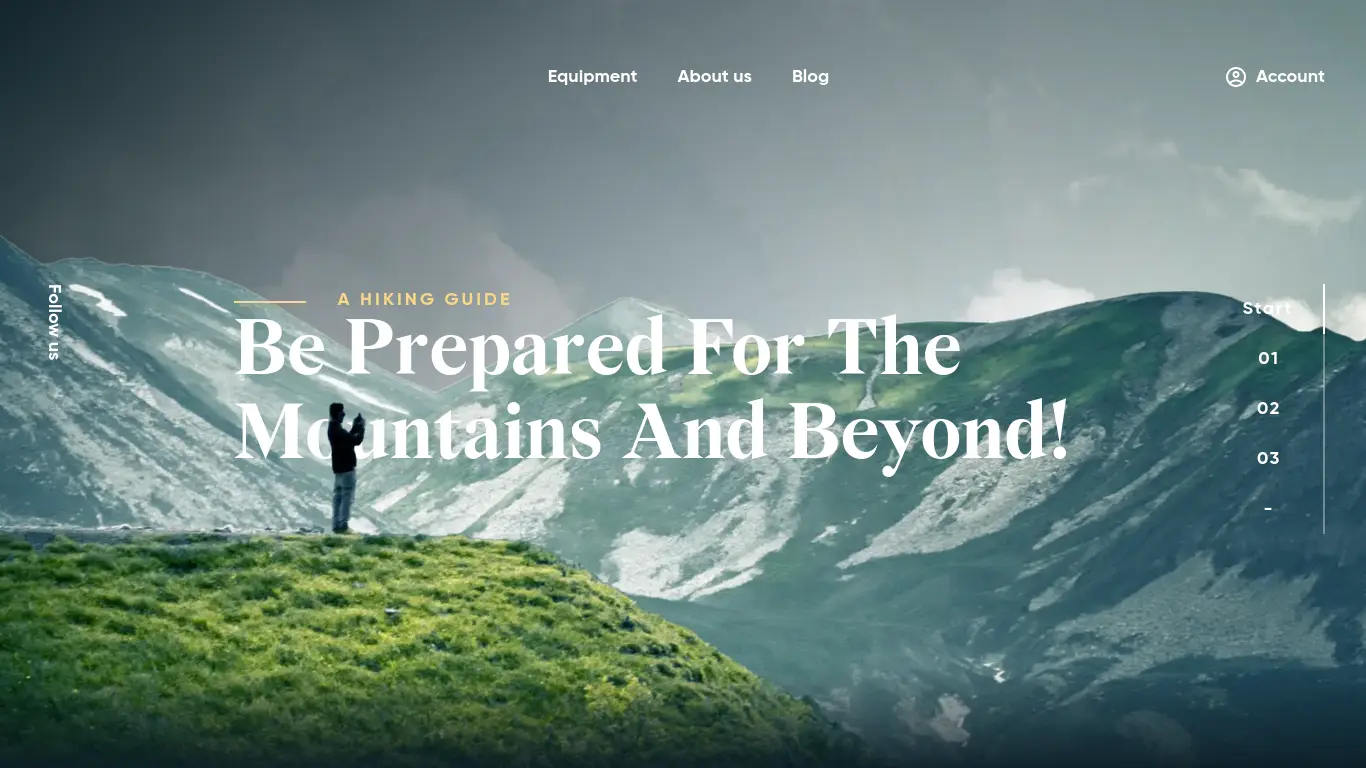 Equipment
About us
Blog
Account
Follow us
A HIKING GUIDE
Be Prepared For The
Mountains And Beyond!
Start
01
02
03
-